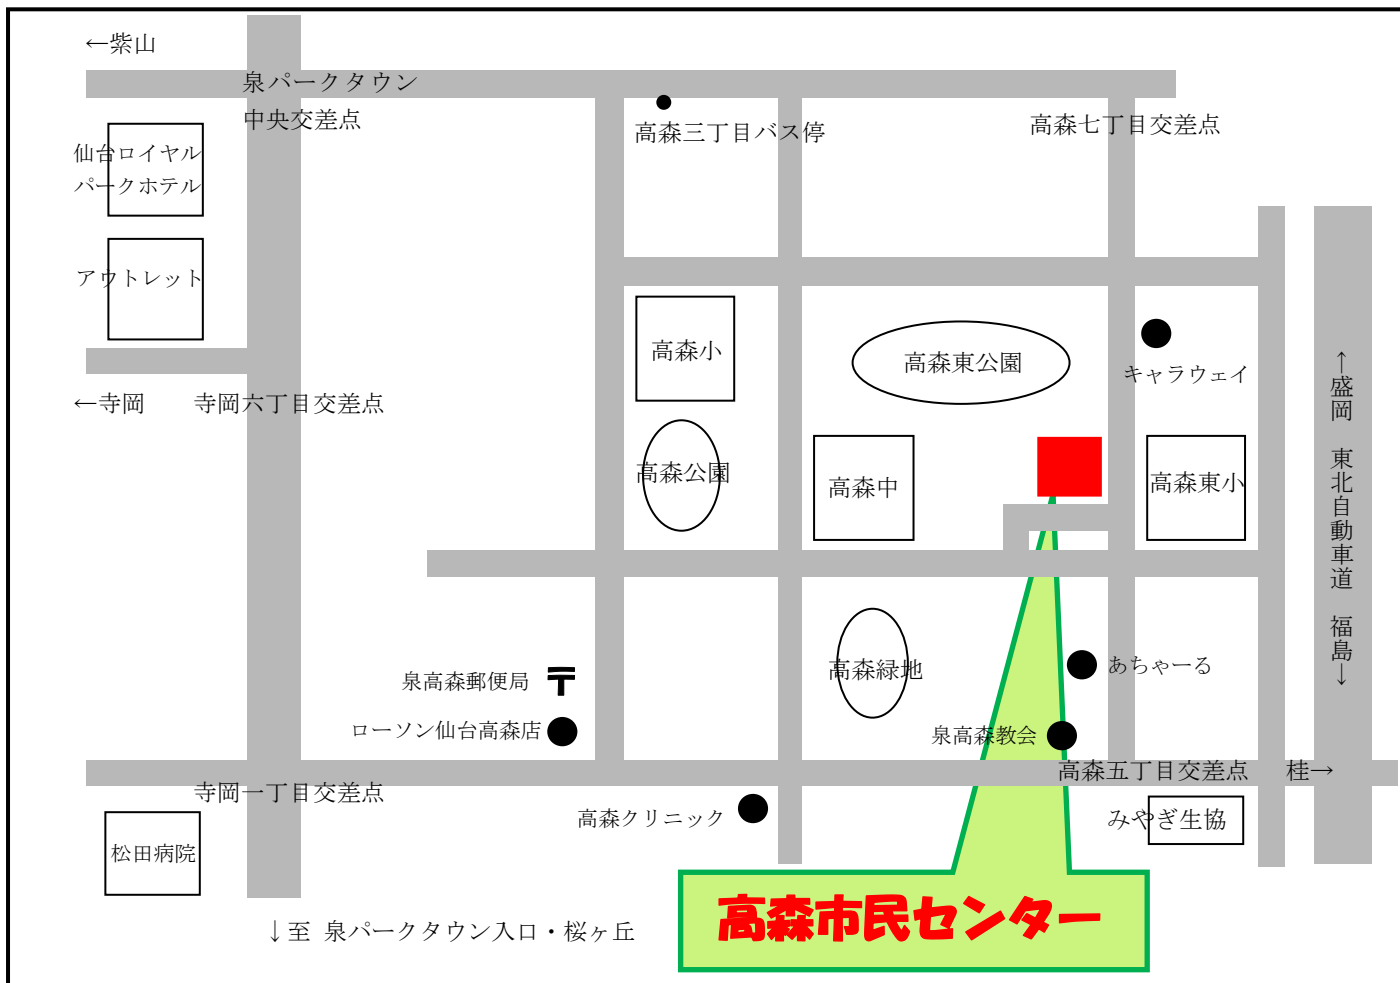 ←紫山
泉パークタウン
中央交差点
高森三丁目バス停
高森七丁目交差点
仙台ロイヤル
パークホテル
アウトレット
高森小
高森東公園
キャラウェイ
←寺岡
寺岡六丁目交差点
高森公園
高森中
高森東小
←盛岡　東北自動車道　福島→
泉高森郵便局 〒
高森緑地
あちゃーる
ローソン仙台高森店
泉高森教会
高森五丁目交差点
桂→
寺岡一丁目交差点
高森クリニック
みやぎ生協
松田病院
高森市民センター
↓至 泉パークタウン入口・桜ヶ丘